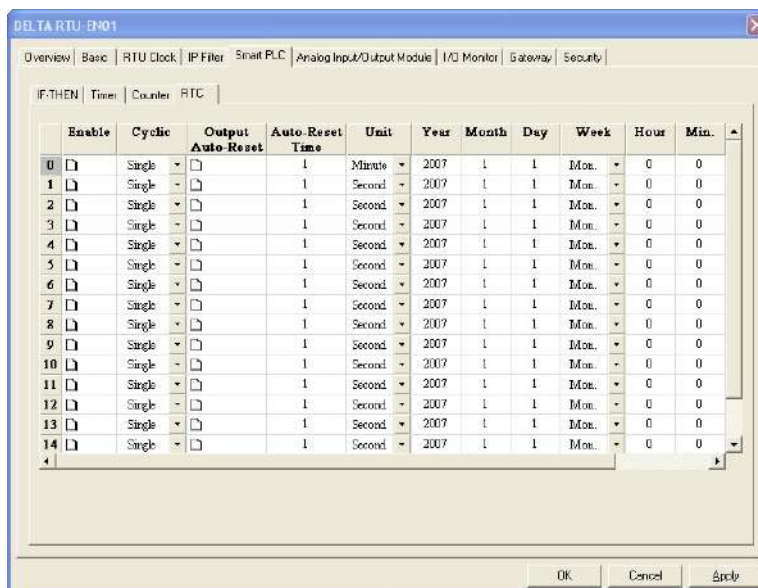 DELTA RTU-EN01
Overview Basic RTU Clock IP Filter Smart PLC Analog Input/Output Module I/O Monitor Gateway Security
IF-THEN Timer Counter RTC
Enable Cyclic Output Auto-Reset Auto-Reset Time Unit Year Month Day Week Hour Min.
0 Single 1 Minute 2007 1 1 Mon. 0 0
1 Single 1 Second 2007 1 1 Mon. 0 0
2 Single 1 Second 2007 1 1 Mon. 0 0
3 Single 1 Second 2007 1 1 Mon. 0 0
4 Single 1 Second 2007 1 1 Mon. 0 0
5 Single 1 Second 2007 1 1 Mon. 0 0
6 Single 1 Second 2007 1 1 Mon. 0 0
7 Single 1 Second 2007 1 1 Mon. 0 0
8 Single 1 Second 2007 1 1 Mon. 0 0
9 Single 1 Second 2007 1 1 Mon. 0 0
10 Single 1 Second 2007 1 1 Mon. 0 0
11 Single 1 Second 2007 1 1 Mon. 0 0
12 Single 1 Second 2007 1 1 Mon. 0 0
13 Single 1 Second 2007 1 1 Mon. 0 0
14 Single 1 Second 2007 1 1 Mon. 0 0
OK Cancel Apply